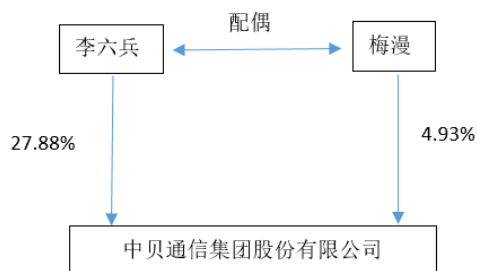 配偶
李六兵
梅漫
27.88%
4.93%
中贝通信集团股份有限公司